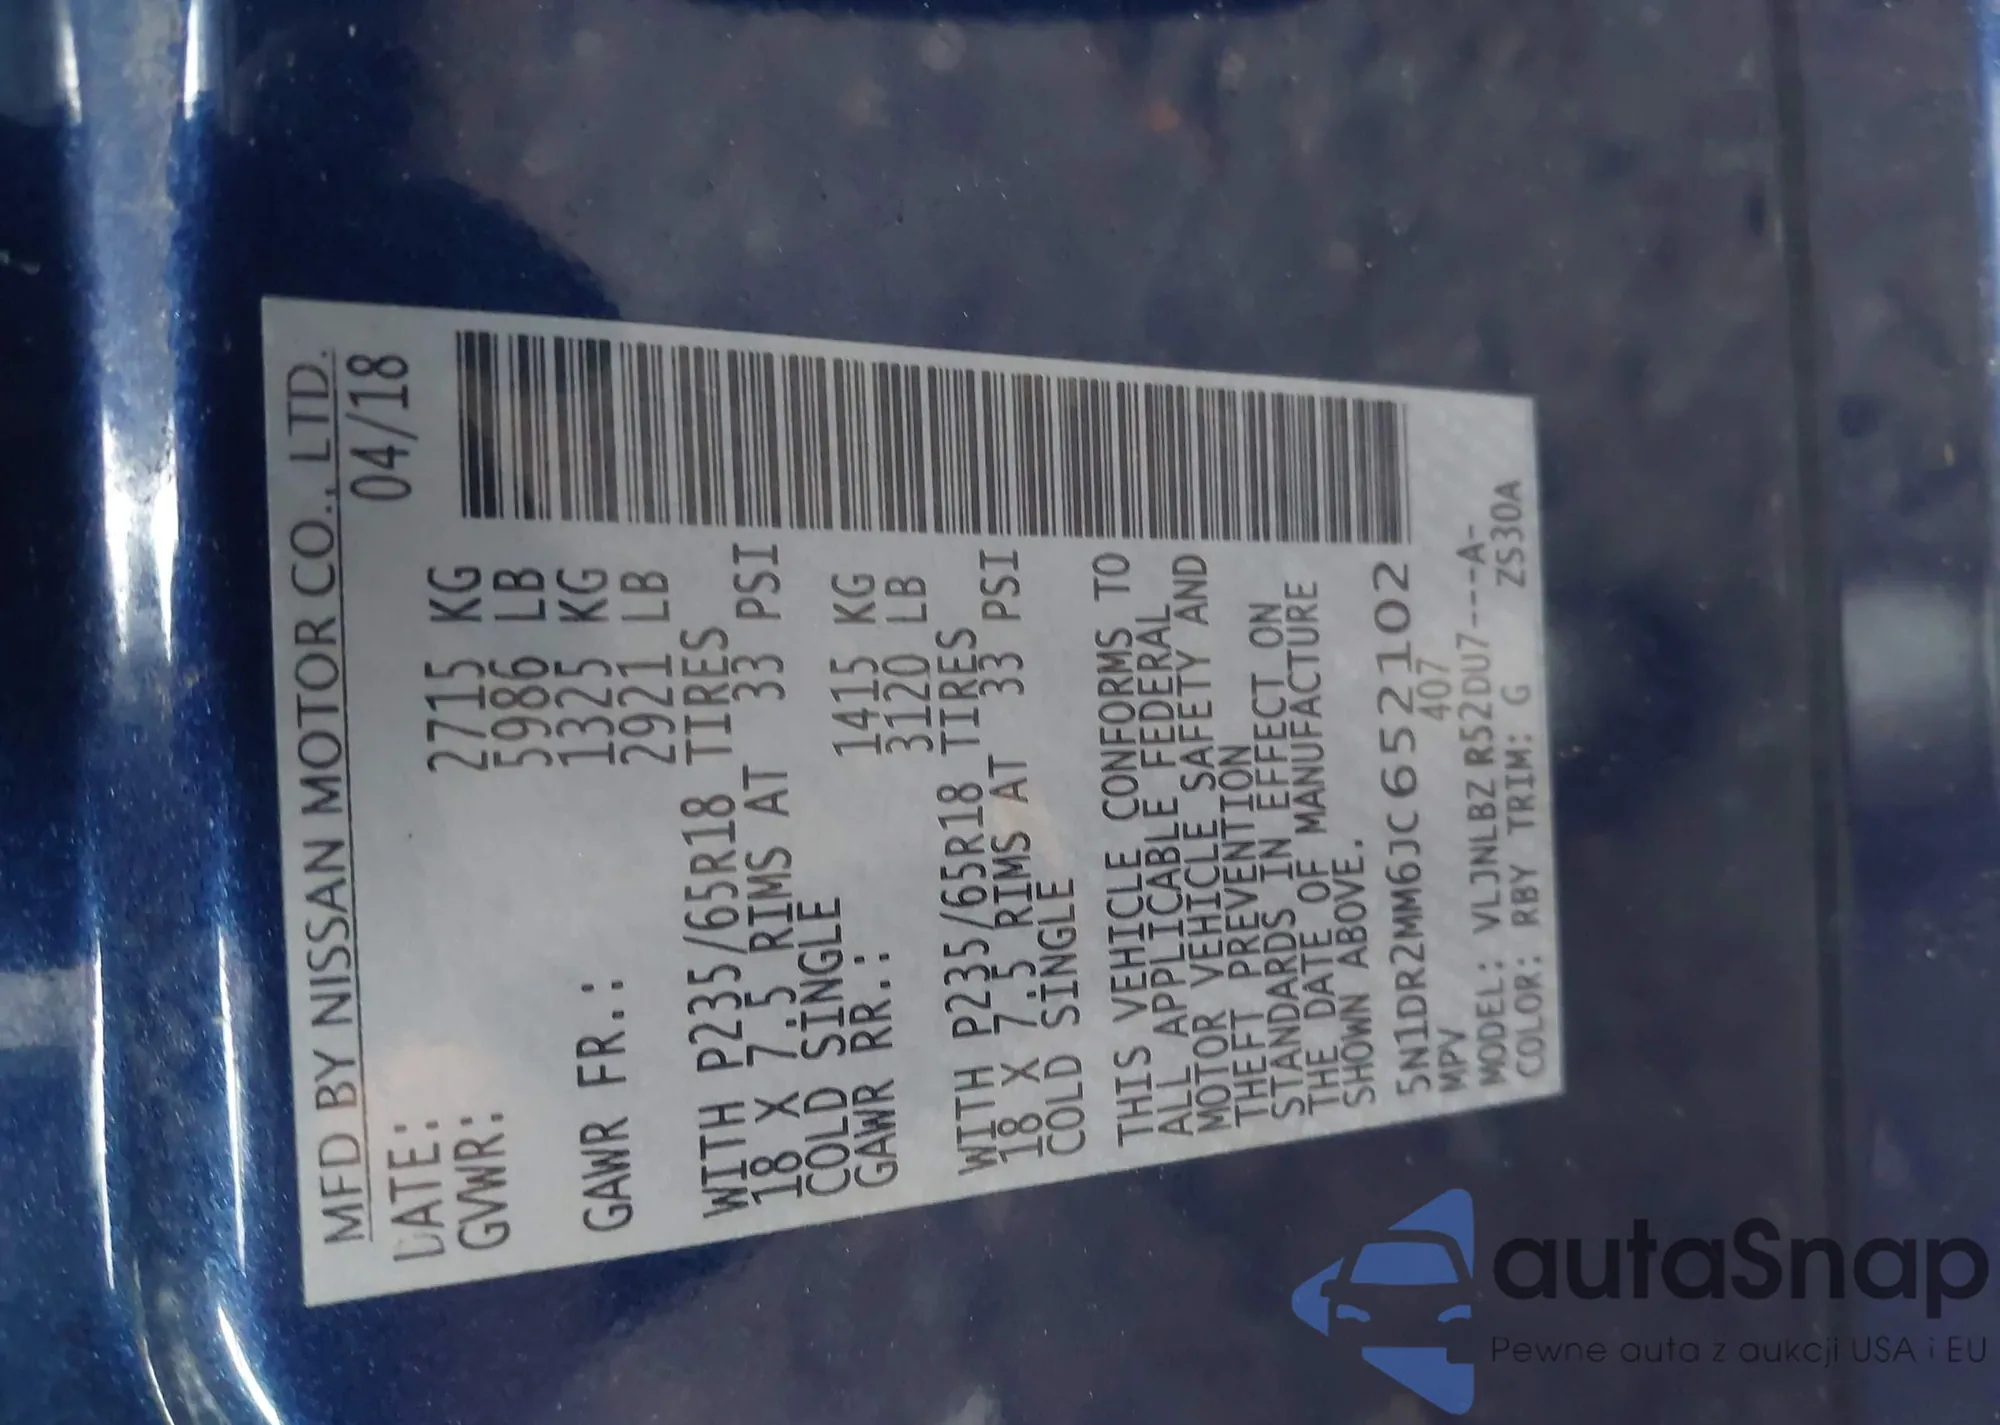 MFD BY NISSAN MOTOR CO., LTD.
DATE: 04/18
GVWR: 2715 KG
5986 LB
GAWR FR.: 1325 KG
2921 LB
WITH P235/65R18 TIRES
18 X 7.5 RIMS AT 33 PSI
COLD SINGLE
GAWR RR.: 1415 KG
3120 LB
WITH P235/65R18 TIRES
18 X 7.5 RIMS AT 33 PSI
COLD SINGLE
THIS VEHICLE CONFORMS TO
ALL APPLICABLE FEDERAL
MOTOR VEHICLE SAFETY AND
THEFT PREVENTION
STANDARDS IN EFFECT ON
THE DATE OF MANUFACTURE
SHOWN ABOVE.
5N1DR2MM6JC652102
MPV 407
MODEL: VLJNLBZ R52DU7----A-
COLOR: RBY TRIM: G ZS30A
autaSnap
Pewne auta z aukcji USA i EU